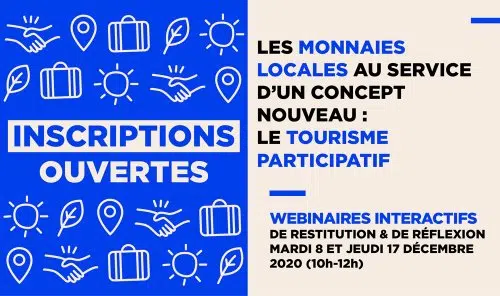 INSCRIPTIONS
OUVERTES
LES MONNAIES
LOCALES AU SERVICE
D'UN CONCEPT
NOUVEAU :
LE TOURISME
PARTICIPATIF
WEBINAIRES INTERACTIFS
DE RESTITUTION & DE RÉFLEXION
MARDI 8 ET JEUDI 17 DÉCEMBRE
2020 (10h-12h)